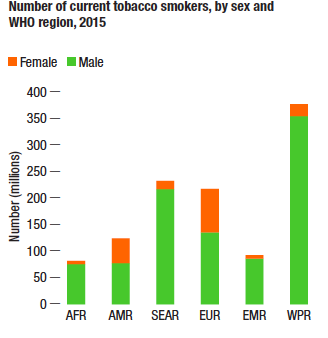 Number of current tobacco smokers, by sex and
WHO region, 2015
Female Male
Number (millions)
400
350
300
250
200
150
100
50
0
AFR AMR SEAR EUR EMR WPR